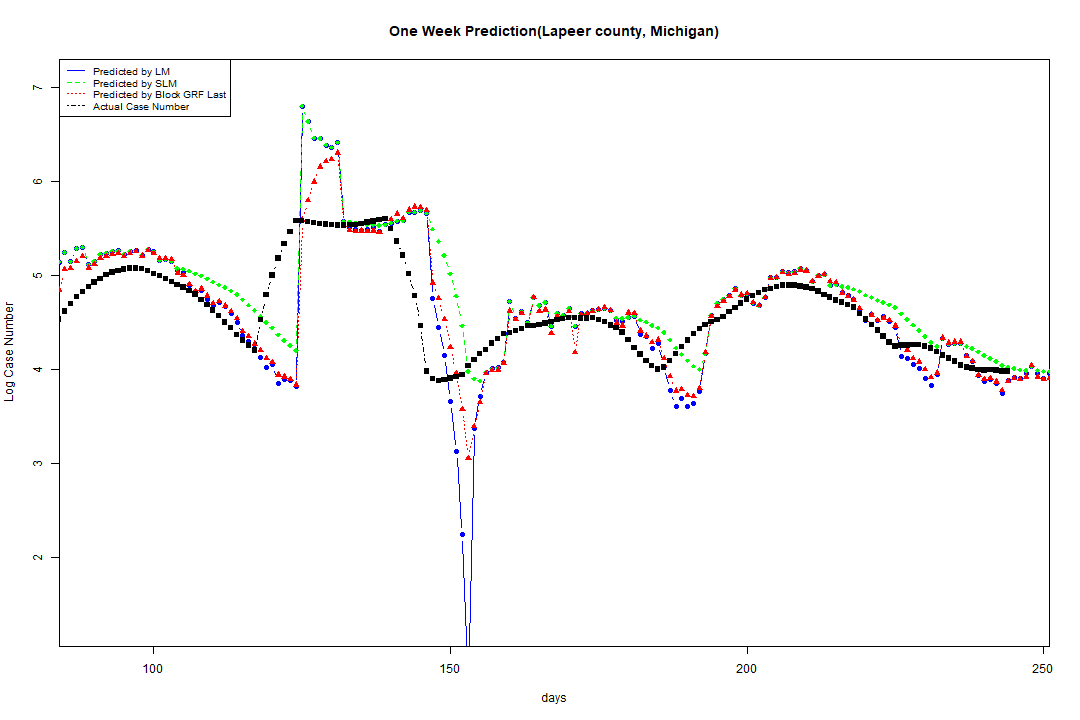 One Week Prediction(Lapeer county, Michigan)
Predicted by LM
Predicted by SLM
Predicted by Block GRF Last
Actual Case Number
7
6
5
4
3
2
Log Case Number
100
150
200
250
days